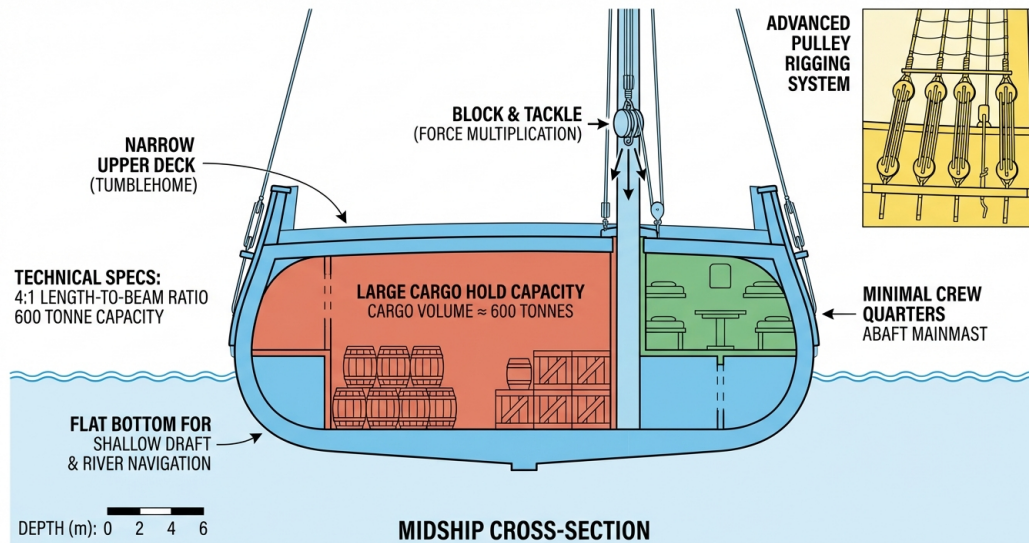 ADVANCED
PULLEY
RIGGING
SYSTEM
BLOCK & TACKLE
(FORCE MULTIPLICATION)
NARROW
UPPER DECK
(TUMBLEHOME)
TECHNICAL SPECS:
4:1 LENGTH-TO-BEAM RATIO
600 TONNE CAPACITY
LARGE CARGO HOLD CAPACITY
CARGO VOLUME ≈ 600 TONNES
MINIMAL CREW
QUARTERS
ABAFT MAINMAST
FLAT BOTTOM FOR
SHALLOW DRAFT
& RIVER NAVIGATION
DEPTH (m): 0 2 4 6
MIDSHIP CROSS-SECTION